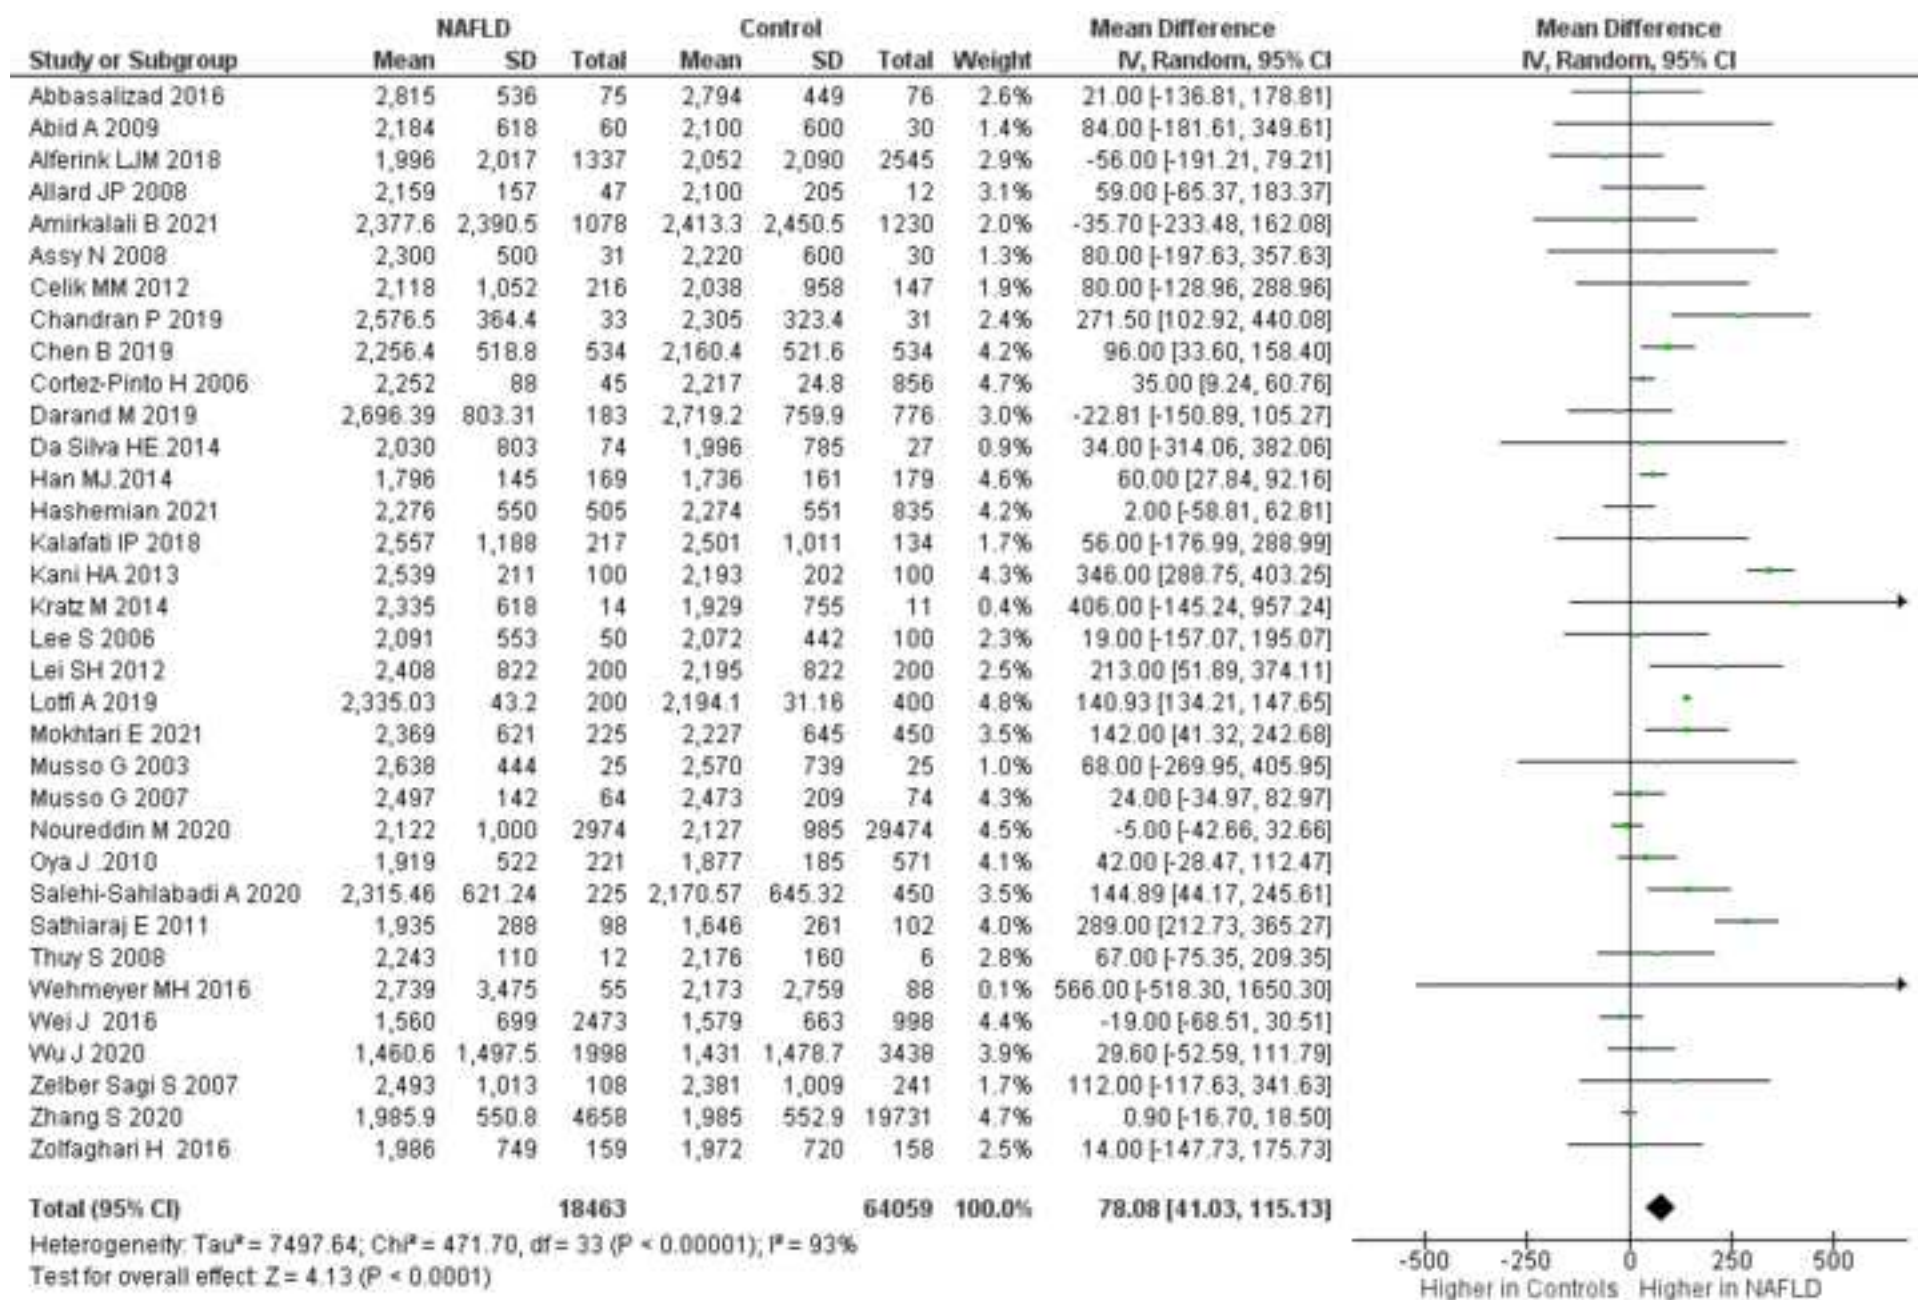 NAFLD Control Mean Difference Mean Difference
Study or Subgroup Mean SD Total Mean SD Total Weight IV, Random, 95% CI IV, Random, 95% CI
Abbasalizad 2016 2,815 536 75 2,794 449 76 2.6% 21.00 [-136.81, 178.81]
Abid A 2009 2,184 618 60 2,100 600 30 1.4% 84.00 [-181.61, 349.61]
Alferink LJM 2018 1,996 2,017 1337 2,052 2,090 2545 2.9% -56.00 [-191.21, 79.21]
Allard JP 2008 2,159 157 47 2,100 205 12 3.1% 59.00 [-65.37, 183.37]
Amirkalali B 2021 2,377.6 2,390.5 1078 2,413.3 2,450.5 1230 2.0% -35.70 [-233.48, 162.08]
Assy N 2008 2,300 500 31 2,220 600 30 1.3% 80.00 [-197.63, 357.63]
Celik MM 2012 2,118 1,052 216 2,038 958 147 1.9% 80.00 [-128.96, 288.96]
Chandran P 2019 2,576.5 364.4 33 2,305 323.4 31 2.4% 271.50 [102.92, 440.08]
Chen B 2019 2,256.4 518.8 534 2,160.4 521.6 534 4.2% 96.00 [33.60, 158.40]
Cortez-Pinto H 2006 2,252 88 45 2,217 24.8 856 4.7% 35.00 [9.24, 60.76]
Darand M 2019 2,696.39 803.31 183 2,719.2 759.9 776 3.0% -22.81 [-150.89, 105.27]
Da Silva HE.2014 2,030 803 74 1,996 785 27 0.9% 34.00 [-314.06, 382.06]
Han MJ.2014 1,796 145 169 1,736 161 179 4.6% 60.00 [27.84, 92.16]
Hashemian 2021 2,276 550 505 2,274 551 835 4.2% 2.00 [-58.81, 62.81]
Kalafati IP 2018 2,557 1,188 217 2,501 1,011 134 1.7% 56.00 [-176.99, 288.99]
Kani HA 2013 2,539 211 100 2,193 202 100 4.3% 346.00 [288.75, 403.25]
Kratz M 2014 2,335 618 14 1,929 755 11 0.4% 406.00 [-145.24, 957.24]
Lee S 2006 2,091 553 50 2,072 442 100 2.3% 19.00 [-157.07, 195.07]
Lei SH 2012 2,408 822 200 2,195 822 200 2.5% 213.00 [51.89, 374.11]
Lotfi A 2019 2,335.03 43.2 200 2,194.1 31.16 400 4.8% 140.93 [134.21, 147.65]
Mokhtari E 2021 2,369 621 225 2,227 645 450 3.5% 142.00 [41.32, 242.68]
Musso G 2003 2,638 444 25 2,570 739 25 1.0% 68.00 [-269.95, 405.95]
Musso G 2007 2,497 142 64 2,473 209 74 4.3% 24.00 [-34.97, 82.97]
Noureddin M 2020 2,122 1,000 2974 2,127 985 29474 4.5% -5.00 [-42.66, 32.66]
Oya J .2010 1,919 522 221 1,877 185 571 4.1% 42.00 [-28.47, 112.47]
Salehi-Sahlabadi A 2020 2,315.46 621.24 225 2,170.57 645.32 450 3.5% 144.89 [44.17, 245.61]
Sathiaraj E 2011 1,935 288 98 1,646 261 102 4.0% 289.00 [212.73, 365.27]
Thuy S 2008 2,243 110 12 2,176 160 6 2.8% 67.00 [-75.35, 209.35]
Wehmeyer MH 2016 2,739 3,475 55 2,173 2,759 88 0.1% 566.00 [-518.30, 1650.30]
Wei J 2016 1,560 699 2473 1,579 663 998 4.4% -19.00 [-68.51, 30.51]
Wu J 2020 1,460.6 1,497.5 1998 1,431 1,478.7 3438 3.9% 29.60 [-52.59, 111.79]
Zelber Sagi S 2007 2,493 1,013 108 2,381 1,009 241 1.7% 112.00 [-117.63, 341.63]
Zhang S 2020 1,985.9 550.8 4658 1,985 552.9 19731 4.7% 0.90 [-16.70, 18.50]
Zolfaghari H 2016 1,986 749 159 1,972 720 158 2.5% 14.00 [-147.73, 175.73]
Total (95% CI) 18463 64059 100.0% 78.08 [41.03, 115.13]
Heterogeneity: Tau² = 7497.64; Chi² = 471.70, df = 33 (P < 0.00001); I² = 93%
Test for overall effect: Z = 4.13 (P < 0.0001)
-500 -250 0 250 500
Higher in Controls Higher in NAFLD